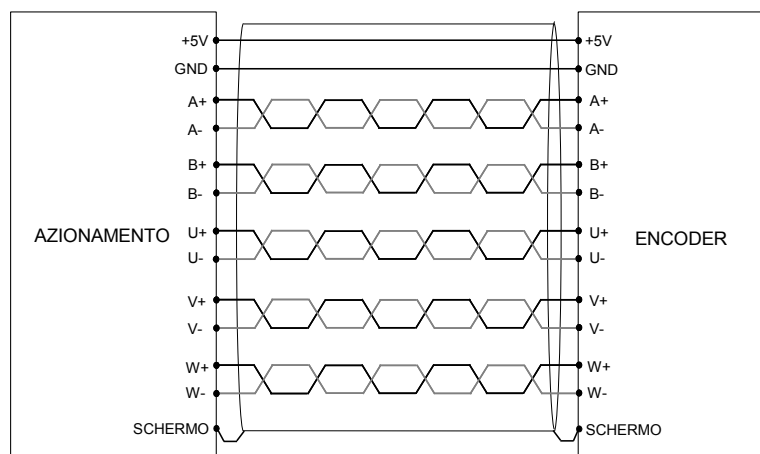 +5V +5V
GND GND
A+ A+
A- A-
B+ B+
B- B-
AZIONAMENTO U+ U+ ENCODER
U- U-
V+ V+
V- V-
W+ W+
W- W-
SCHERMO SCHERMO